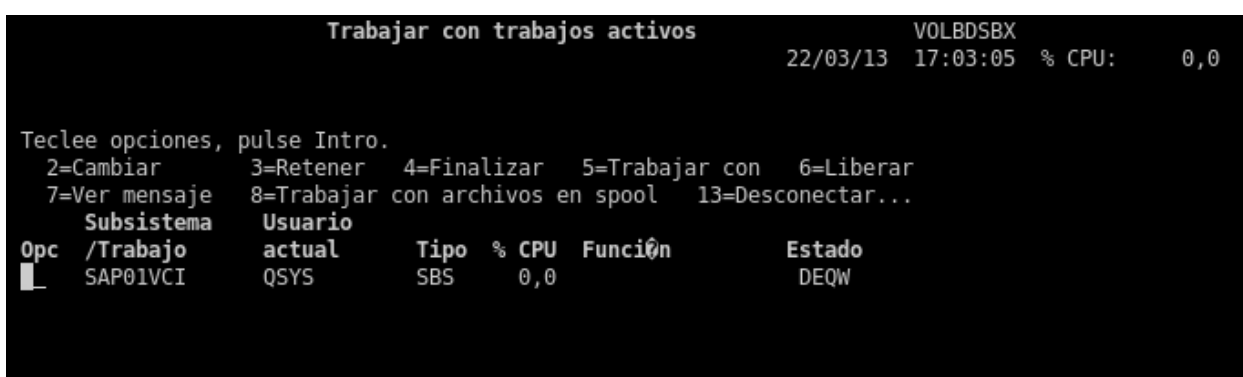 Trabajar con trabajos activos VOLBDSBX
22/03/13 17:03:05 % CPU: 0,0
Teclee opciones, pulse Intro.
2=Cambiar 3=Retener 4=Finalizar 5=Trabajar con 6=Liberar
7=Ver mensaje 8=Trabajar con archivos en spool 13=Desconectar...
Subsistema Usuario
Opc /Trabajo actual Tipo % CPU Funci�n Estado
_ SAP01VCI QSYS SBS 0,0 DEQW